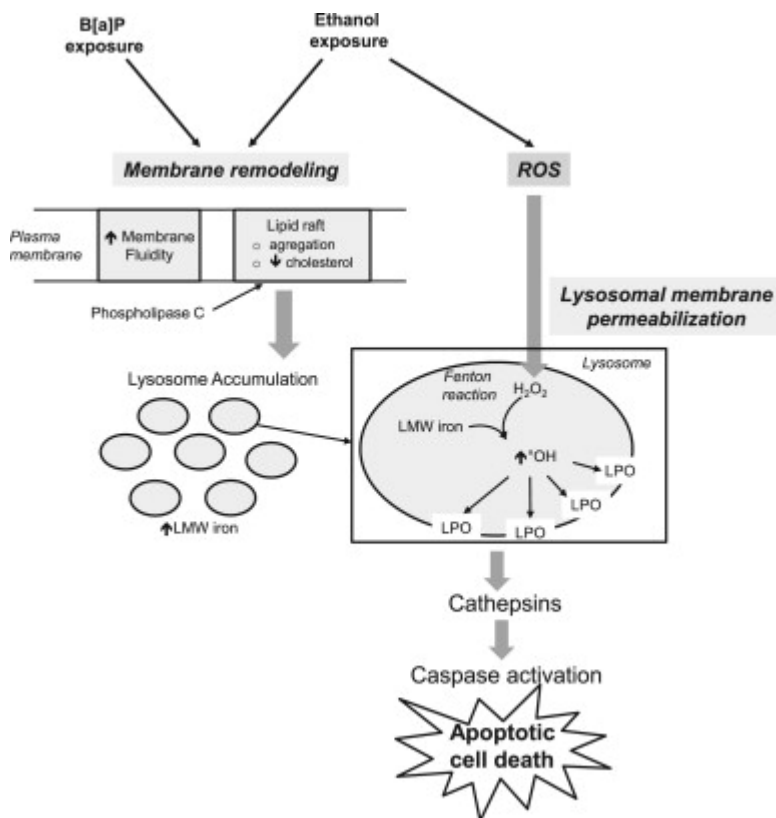 B[a]P
exposure
Ethanol
exposure
Membrane remodeling
ROS
Plasma
membrane
↑ Membrane
Fluidity
Lipid raft
o agregation
o ↓ cholesterol
Phospholipase C
Lysosomal membrane
permeabilization
Lysosome Accumulation
↑LMW iron
Lysosome
Fenton
reaction
H₂O₂
LMW iron
↑°OH
LPO
LPO
LPO
LPO
Cathepsins
Caspase activation
Apoptotic
cell death